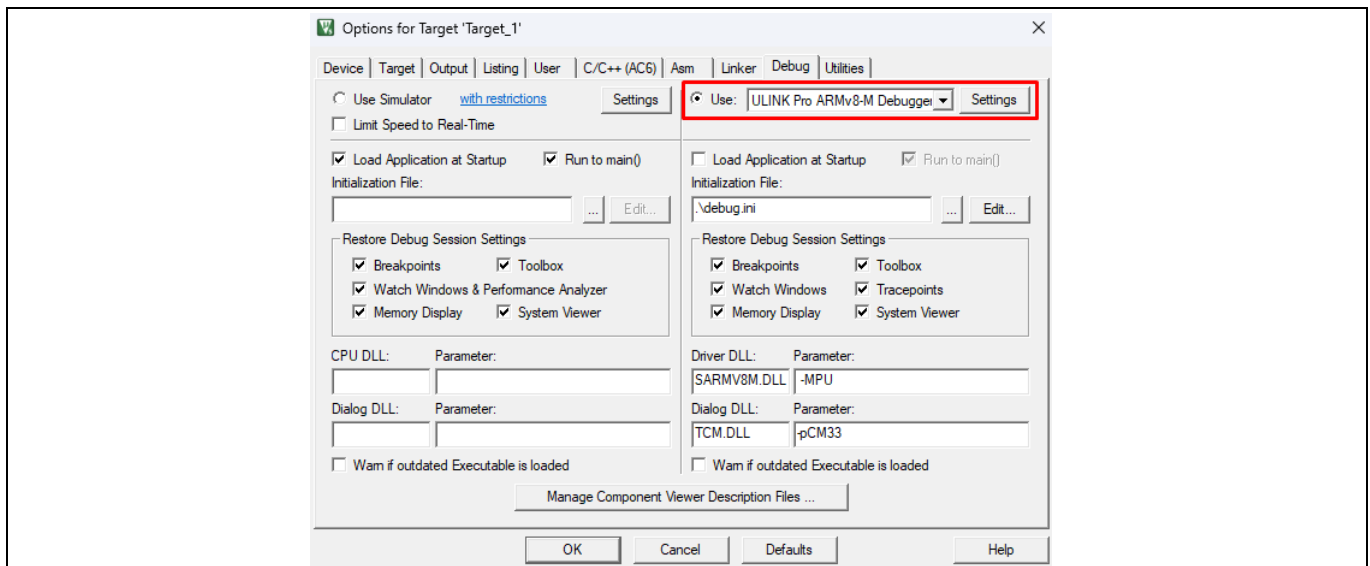 Options for Target 'Target_1'
Device Target Output Listing User C/C++ (AC6) Asm Linker Debug Utilities
Use Simulator with restrictions Settings
Limit Speed to Real-Time
Load Application at Startup Run to main()
Initialization File:
... Edit...
Restore Debug Session Settings
Breakpoints Toolbox
Watch Windows & Performance Analyzer
Memory Display System Viewer
CPU DLL: Parameter:
Dialog DLL: Parameter:
Warn if outdated Executable is loaded
Use: ULINK Pro ARMv8-M Debugger Settings
Load Application at Startup Run to main()
Initialization File:
.\debug.ini ... Edit...
Restore Debug Session Settings
Breakpoints Toolbox
Watch Windows Tracepoints
Memory Display System Viewer
Driver DLL: Parameter:
SARMV8M.DLL -MPU
Dialog DLL: Parameter:
TCM.DLL -pCM33
Warn if outdated Executable is loaded
Manage Component Viewer Description Files ...
OK Cancel Defaults Help